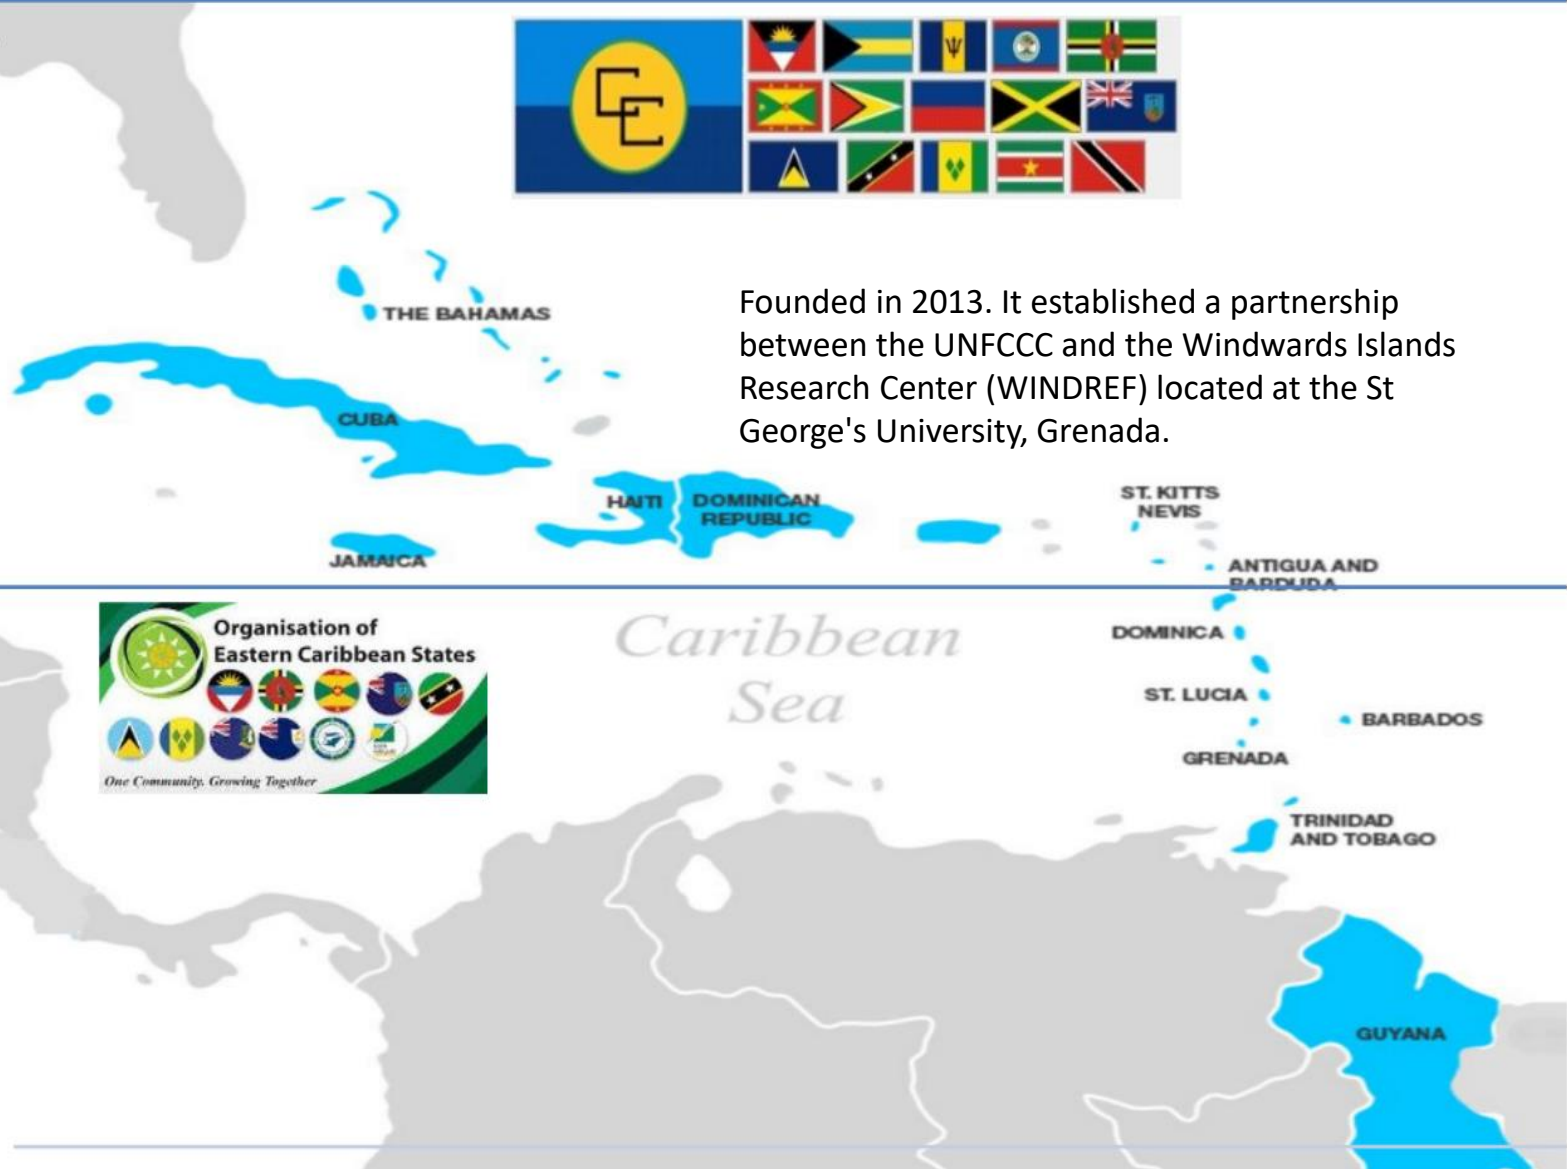 THE BAHAMAS
Founded in 2013. It established a partnership
between the UNFCCC and the Windwards Islands
Research Center (WINDREF) located at the St
George's University, Grenada.
CUBA
HAITI
DOMINICAN
REPUBLIC
ST. KITTS
NEVIS
JAMAICA
ANTIGUA AND
BARDUDA
Organisation of
Eastern Caribbean States
One Community. Growing Together
Caribbean
Sea
DOMINICA
ST. LUCIA
BARBADOS
GRENADA
TRINIDAD
AND TOBAGO
GUYANA